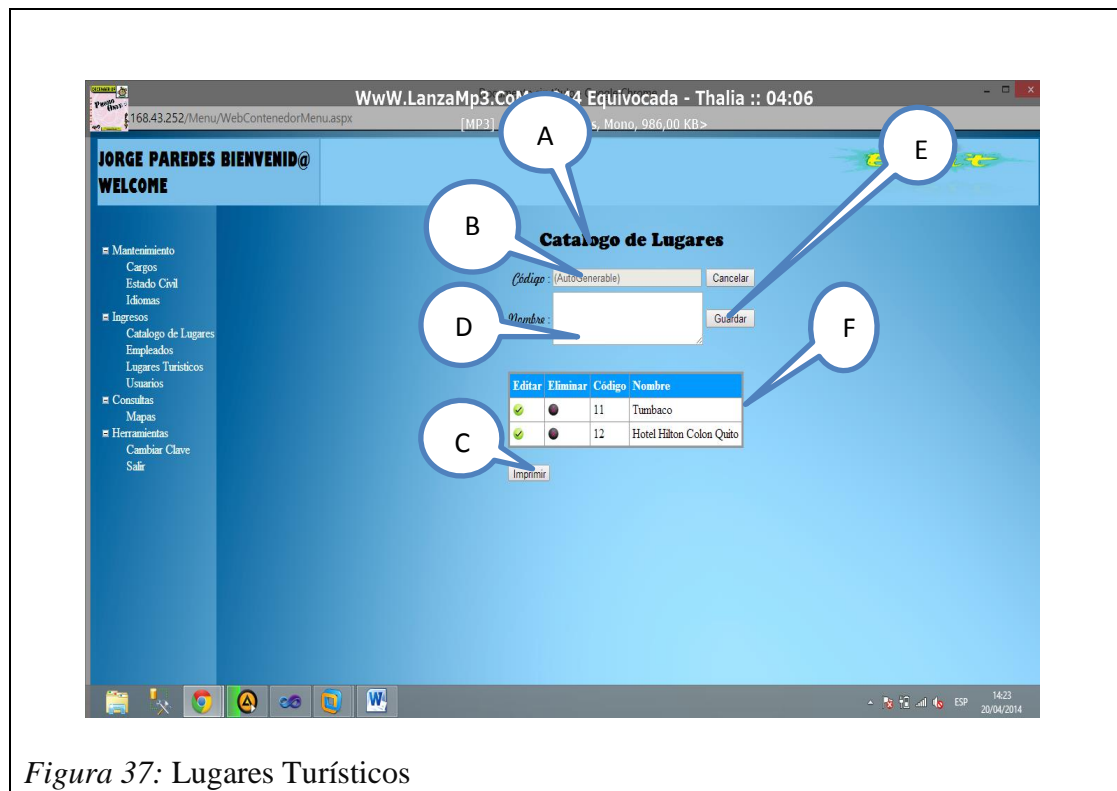 WwW.LanzaMp3.CoM 4 Equivocada - Thalia :: 04:06
168.43.252/Menu/WebContenedorMenu.aspx
[MP3] s, Mono, 986,00 KB>
A
E
JORGE PAREDES BIENVENID@
WELCOME
B
Catalogo de Lugares
Código : (AutoGenerable) Cancelar
D
Nombre : Guardar
F
Mantenimiento
Cargos
Estado Civil
Idiomas
Ingresos
Catalogo de Lugares
Empleados
Lugares Turisticos
Usuarios
Consultas
Mapas
Herramientas
Cambiar Clave
Salir
Editar Eliminar Código Nombre
11 Tumbaco
12 Hotel Hilton Colon Quito
C
Imprimir
ESP
14:23
20/04/2014
Figura 37: Lugares Turísticos